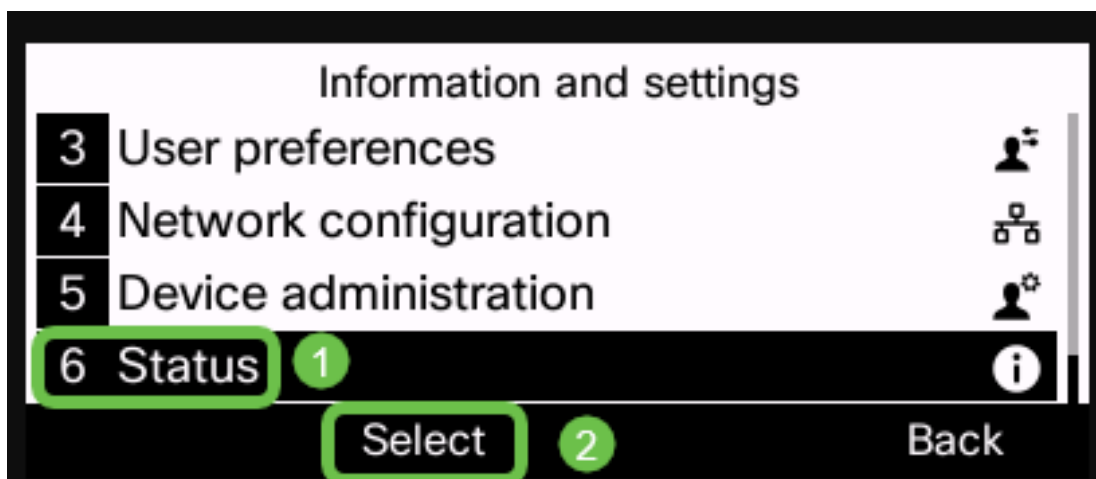 Information and settings
3 User preferences
4 Network configuration
5 Device administration
6 Status 1
Select 2 Back